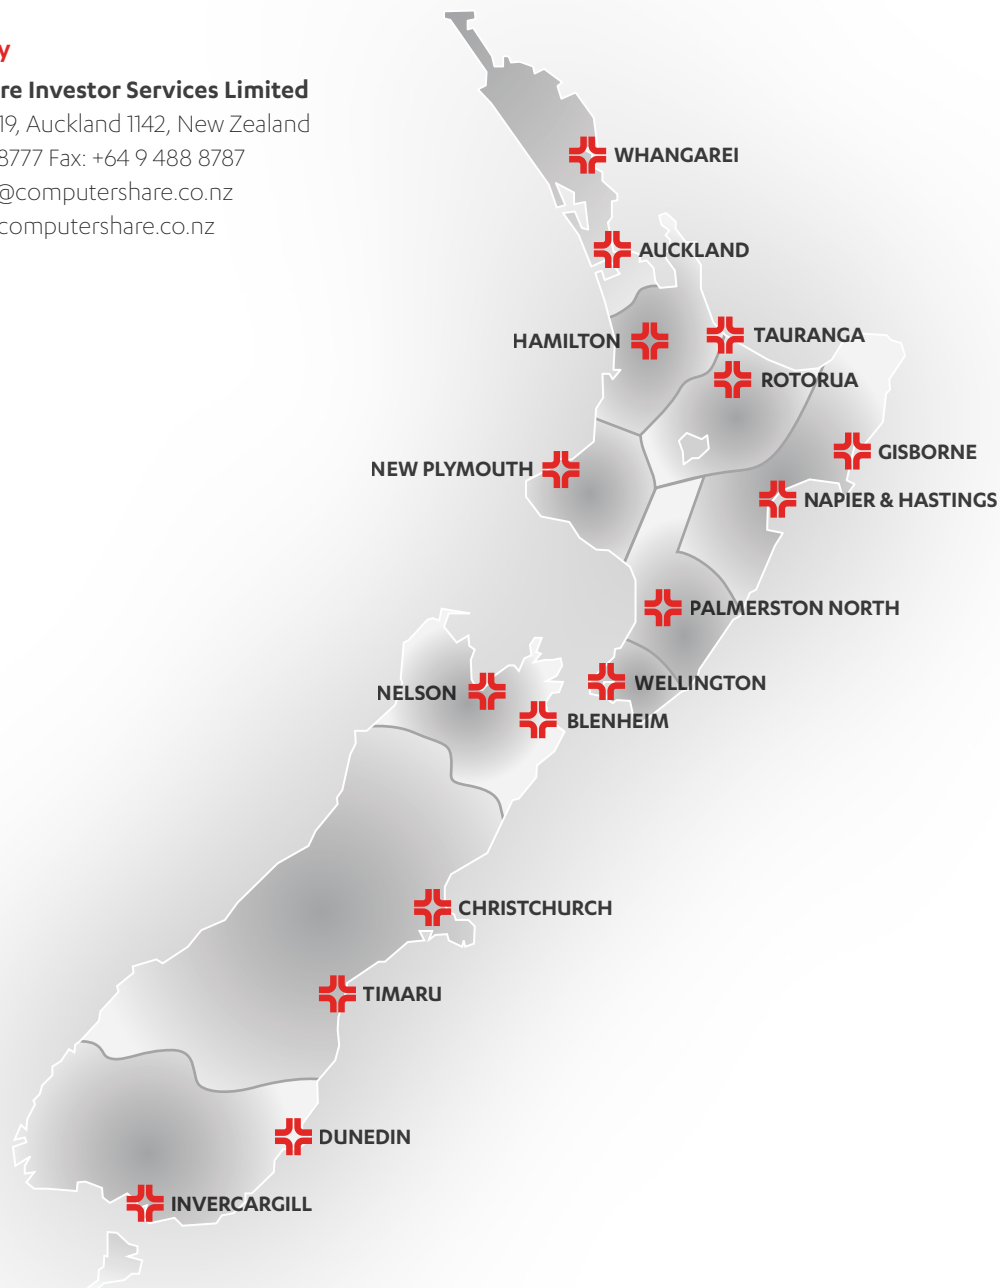 y
re Investor Services Limited
19, Auckland 1142, New Zealand
8777 Fax: +64 9 488 8787
@computershare.co.nz
computershare.co.nz
WHANGAREI
AUCKLAND
HAMILTON
TAURANGA
ROTORUA
NEW PLYMOUTH
GISBORNE
NAPIER & HASTINGS
PALMERSTON NORTH
WELLINGTON
NELSON
BLENHEIM
CHRISTCHURCH
TIMARU
DUNEDIN
INVERCARGILL